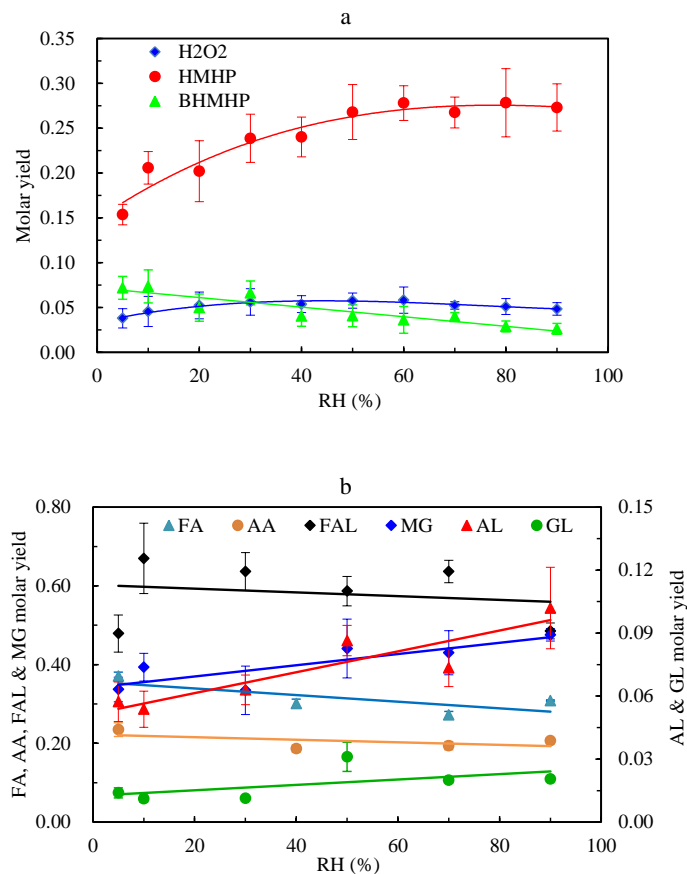 a
0.35
0.30
0.25
0.20
0.15
0.10
0.05
0.00
Molar yield
H2O2
HMHP
BHMHP
0 20 40 60 80 100
RH (%)
b
0.80
0.60
0.40
0.20
0.00
FA, AA, FAL & MG molar yield
FA AA FAL MG AL GL
0.15
0.12
0.09
0.06
0.03
0.00
AL & GL molar yield
0 20 40 60 80 100
RH (%)